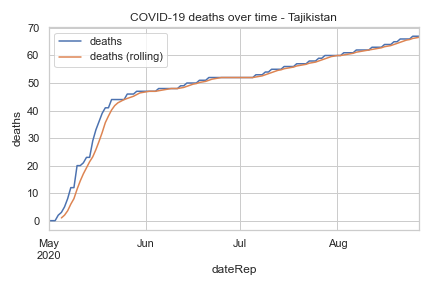 COVID-19 deaths over time - Tajikistan
deaths
deaths (rolling)
70
60
50
40
30
20
10
0
deaths
May
2020
Jun
Jul
Aug
dateRep